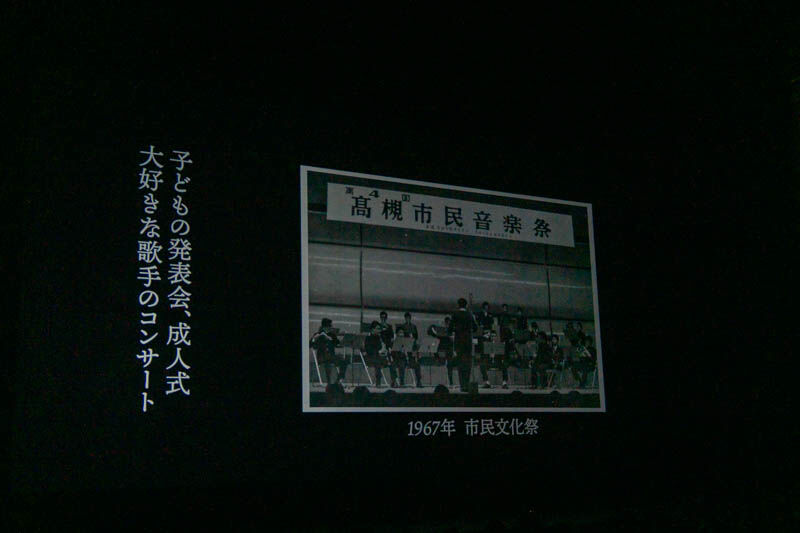 子どもの発表会、成人式
大好きな歌手のコンサート
第4回
髙槻市民音楽祭
1967年 市民文化祭